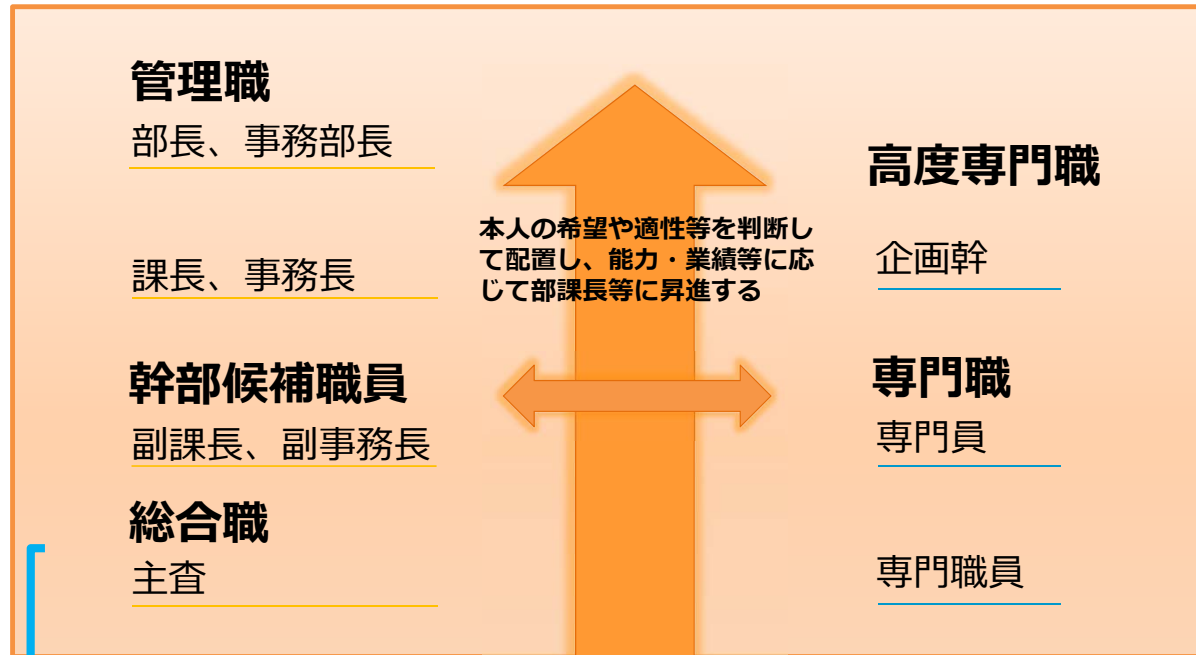 管理職
部長、事務部長
課長、事務長
幹部候補職員
副課長、副事務長
総合職
主査
本人の希望や適性等を判断し
て配置し、能力・業績等に応
じて部課長等に昇進する
高度専門職
企画幹
専門職
専門員
専門職員